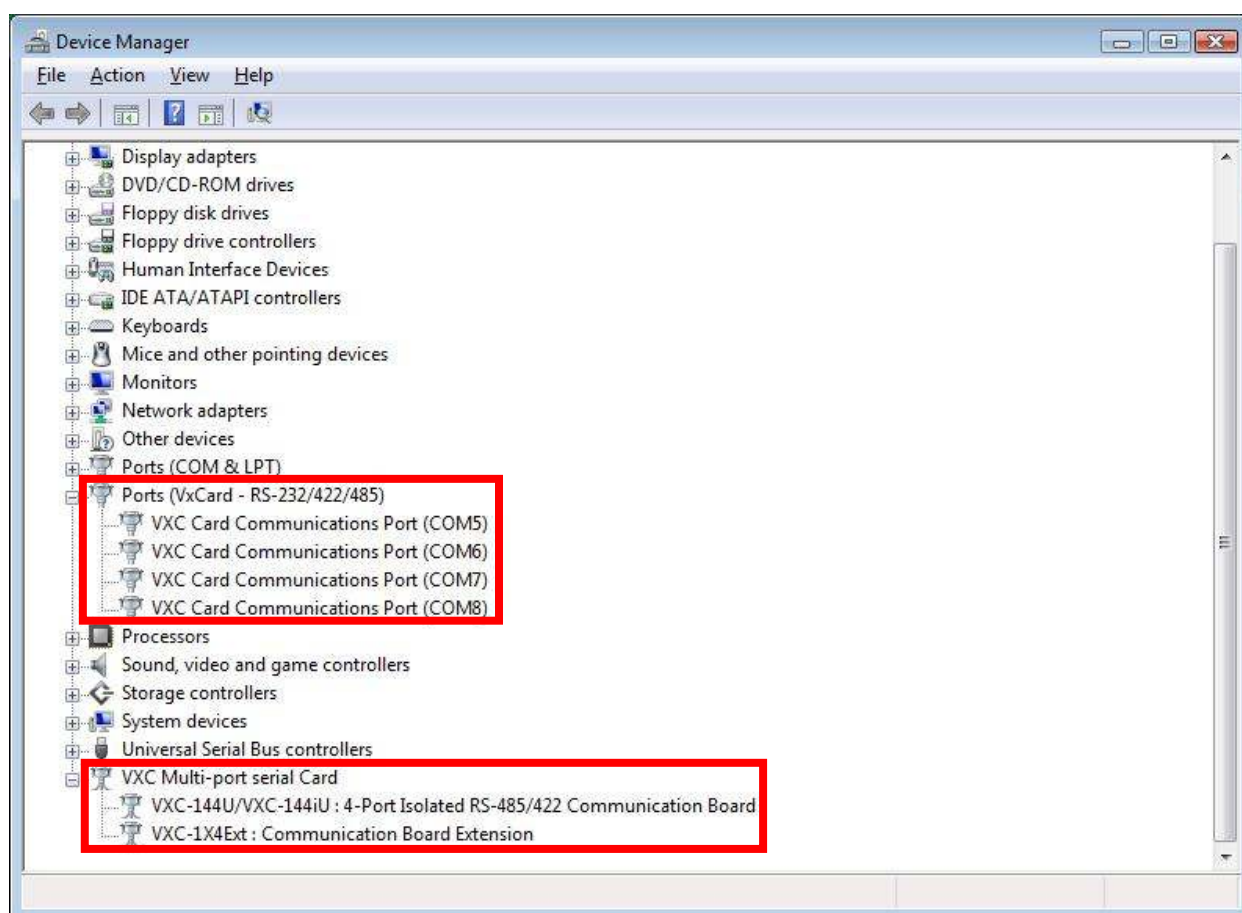 Device Manager
File Action View Help
Display adapters
DVD/CD-ROM drives
Floppy disk drives
Floppy drive controllers
Human Interface Devices
IDE ATA/ATAPI controllers
Keyboards
Mice and other pointing devices
Monitors
Network adapters
Other devices
Ports (COM & LPT)
Ports (VxCard - RS-232/422/485)
VXC Card Communications Port (COM5)
VXC Card Communications Port (COM6)
VXC Card Communications Port (COM7)
VXC Card Communications Port (COM8)
Processors
Sound, video and game controllers
Storage controllers
System devices
Universal Serial Bus controllers
VXC Multi-port serial Card
VXC-144U/VXC-144iU : 4-Port Isolated RS-485/422 Communication Board
VXC-1X4Ext : Communication Board Extension